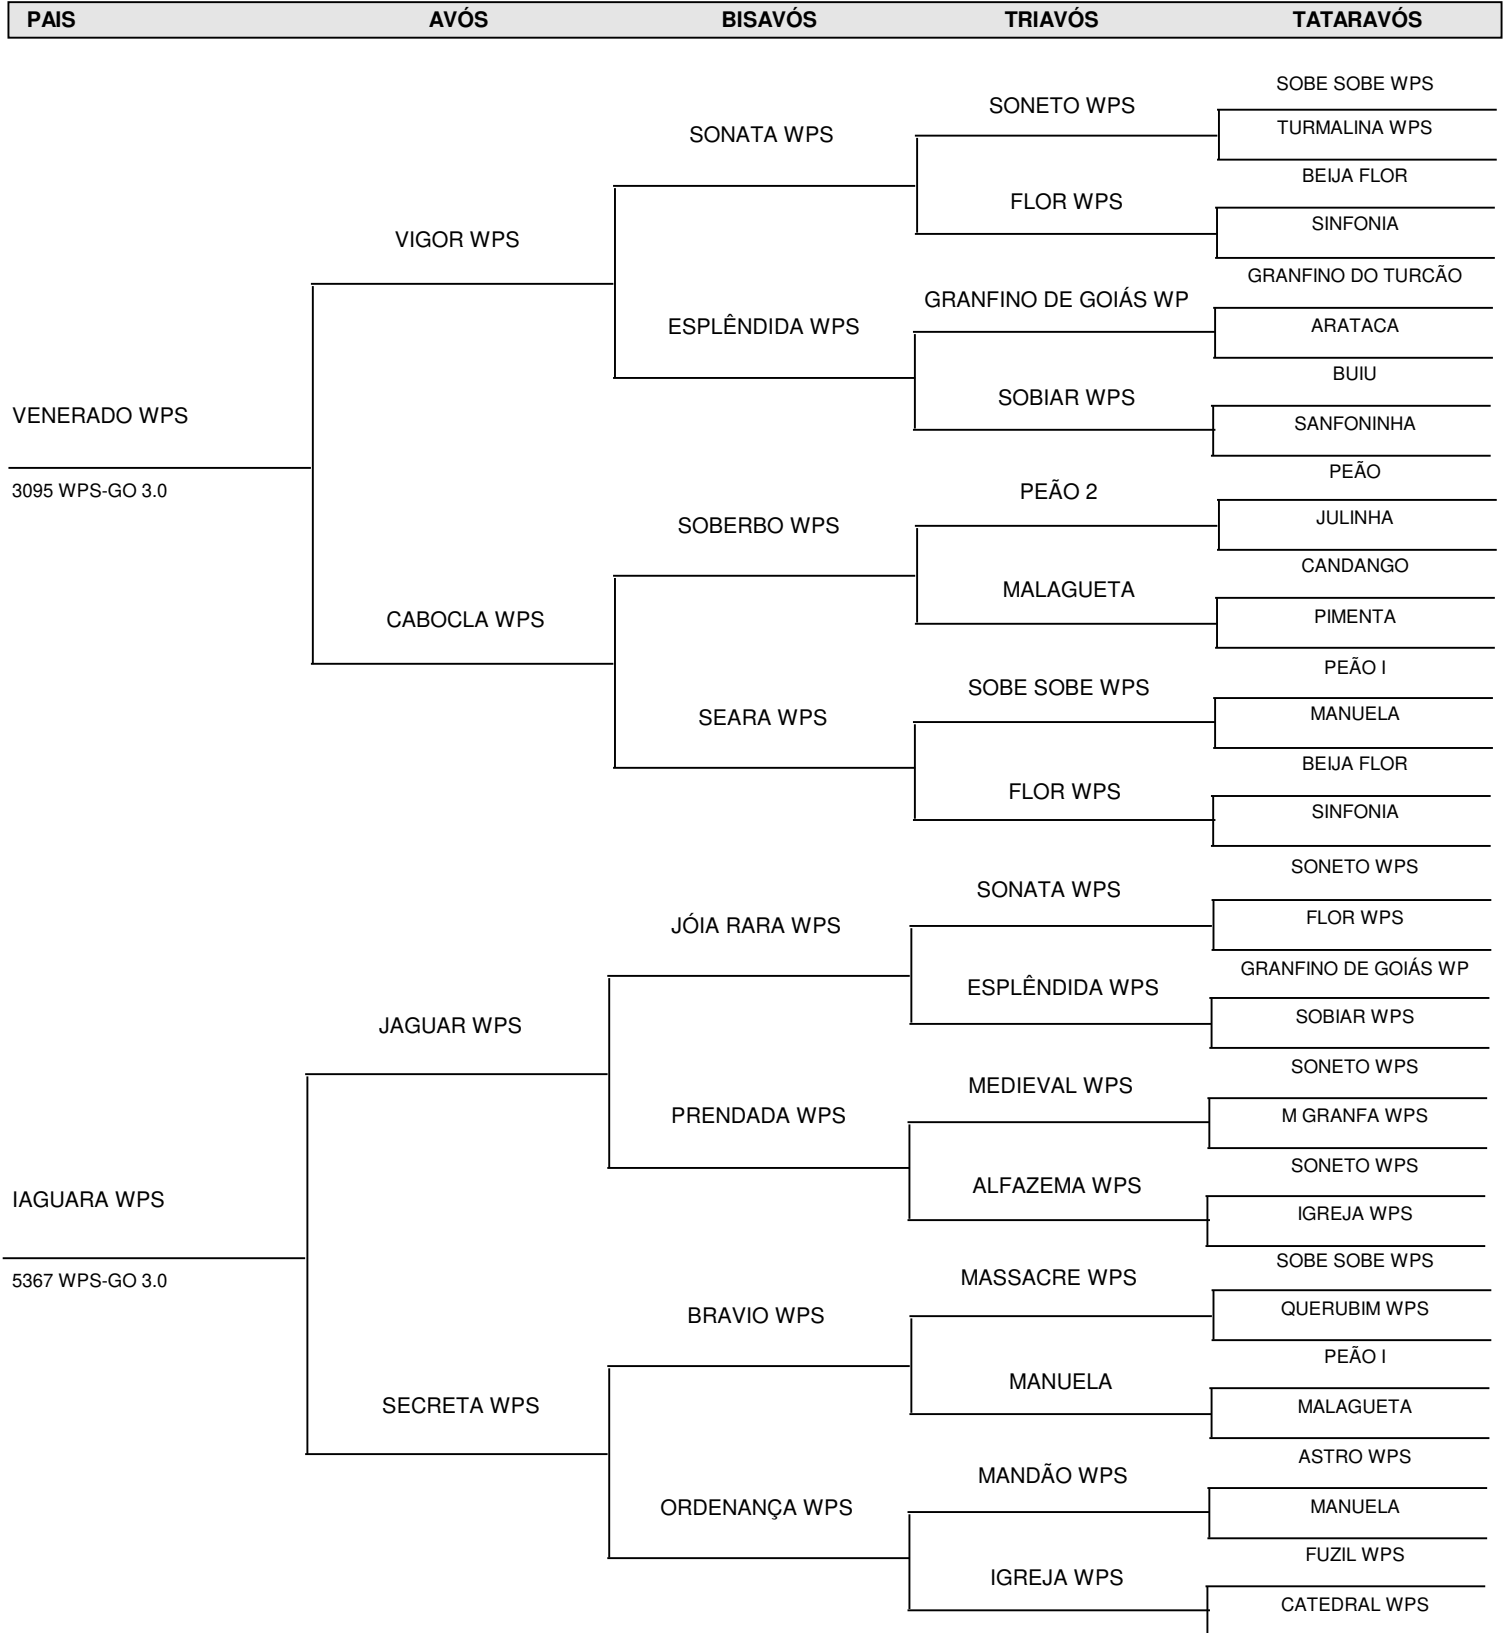 PAIS AVÓS BISAVÓS TRIAVÓS TATARAVÓS
SOBE SOBE WPS
SONETO WPS
TURMALINA WPS
SONATA WPS
BEIJA FLOR
FLOR WPS
SINFONIA
VIGOR WPS
GRANFINO DO TURCÃO
GRANFINO DE GOIÁS WP
ARATACA
ESPLÊNDIDA WPS
BUIU
SOBIAR WPS
SANFONINHA
VENERADO WPS
3095 WPS-GO 3.0
PEÃO
PEÃO 2
JULINHA
SOBERBO WPS
CANDANGO
MALAGUETA
PIMENTA
CABOCLA WPS
PEÃO I
SOBE SOBE WPS
MANUELA
SEARA WPS
BEIJA FLOR
FLOR WPS
SINFONIA
SONETO WPS
SONATA WPS
FLOR WPS
JÓIA RARA WPS
GRANFINO DE GOIÁS WP
ESPLÊNDIDA WPS
SOBIAR WPS
JAGUAR WPS
SONETO WPS
MEDIEVAL WPS
M GRANFA WPS
PRENDADA WPS
SONETO WPS
ALFAZEMA WPS
IGREJA WPS
IAGUARA WPS
5367 WPS-GO 3.0
SOBE SOBE WPS
MASSACRE WPS
QUERUBIM WPS
BRAVIO WPS
PEÃO I
MANUELA
MALAGUETA
SECRETA WPS
ASTRO WPS
MANDÃO WPS
MANUELA
ORDENANÇA WPS
FUZIL WPS
IGREJA WPS
CATEDRAL WPS